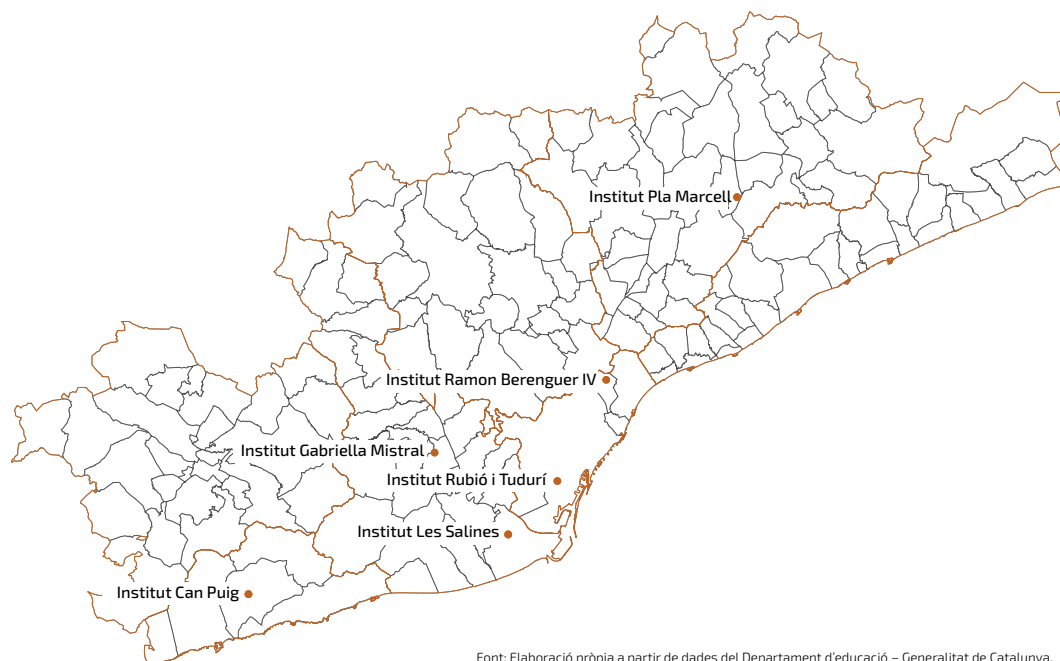 Institut Pla Marcell
Institut Ramon Berenguer IV
Institut Gabriella Mistral
Institut Rubió i Tudurí
Institut Les Salines
Institut Can Puig
Font: Elaboració pròpia a partir de dades del Departament d'educació – Generalitat de Catalunya.